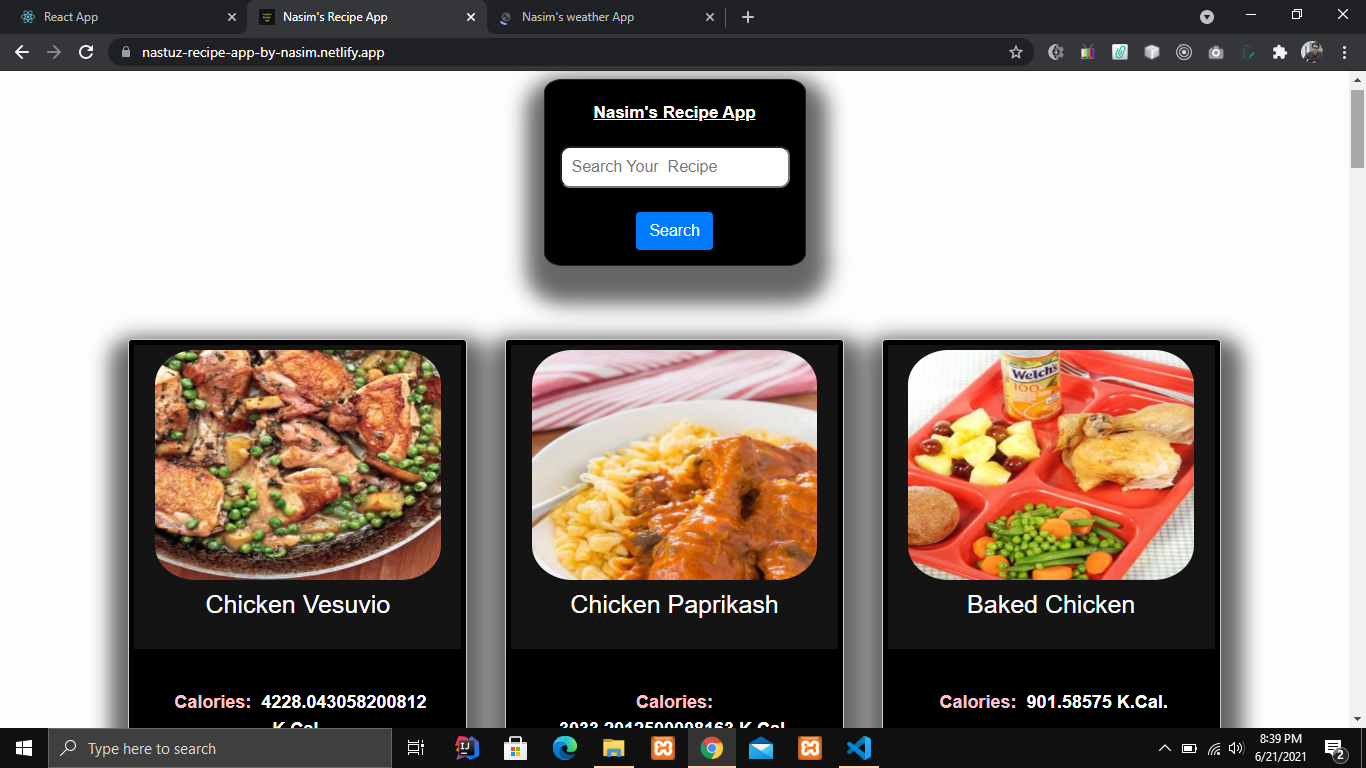 React App
Nasim's Recipe App
Nasim's weather App
nastuz-recipe-app-by-nasim.netlify.app
Nasim's Recipe App
Search Your  Recipe
Search
Welch's
100
Chicken Vesuvio
Chicken Paprikash
Baked Chicken
Calories: 4228.043058200812
K.Cal.
Calories:
3033.2012500008163 K.Cal.
Calories: 901.58575 K.Cal.
Type here to search
8:39 PM
6/21/2021
2